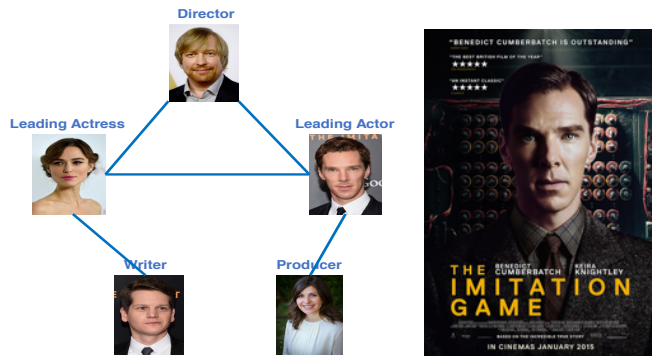 Director
Leading Actress
Leading Actor
THE IMITA
Writer
Producer
"BENEDICT CUMBERBATCH IS OUTSTANDING"
"THE BEST BRITISH FILM OF THE YEAR"
★★★★★
"AN INSTANT CLASSIC"
★★★★★
THE BENEDICT CUMBERBATCH KEIRA KNIGHTLEY
IMITATION
GAME
BASED ON THE INCREDIBLE TRUE STORY
IN CINEMAS JANUARY 2015